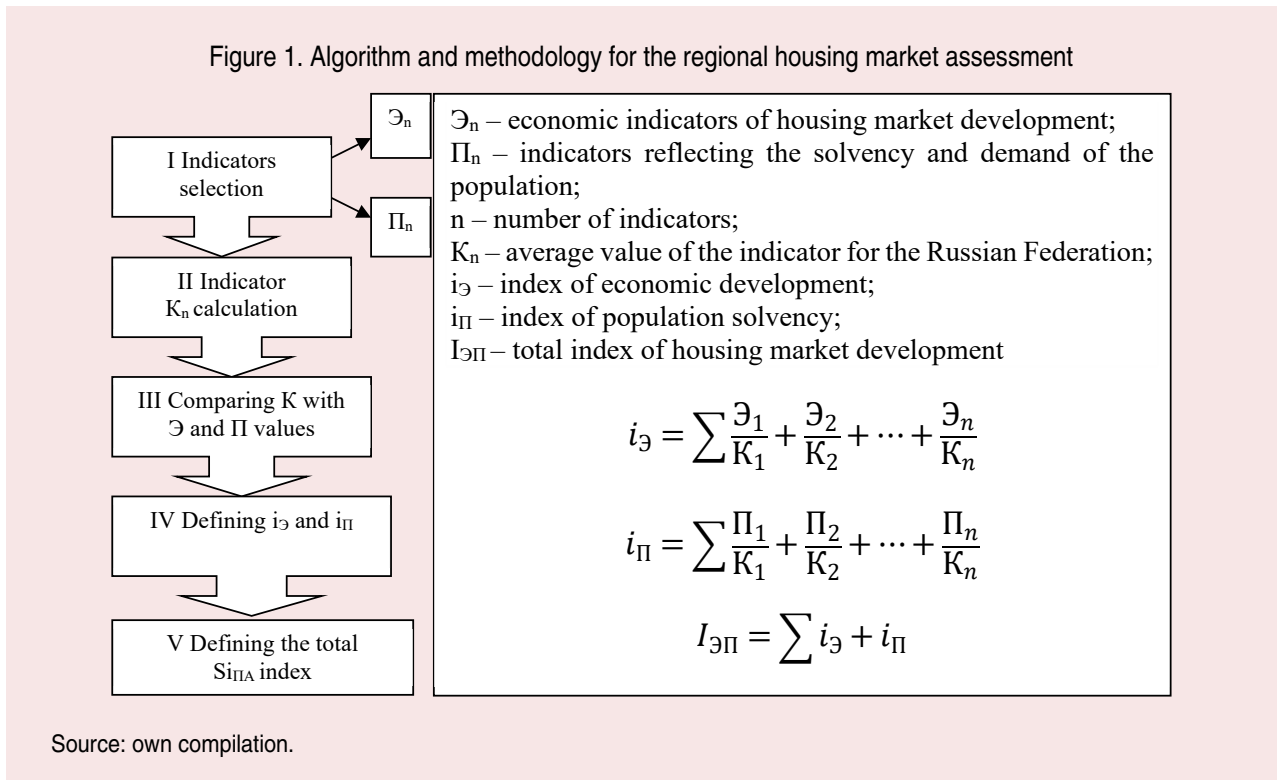 Figure 1. Algorithm and methodology for the regional housing market assessment
I Indicators
selection
Эn
Пn
II Indicator
Кn calculation
III Comparing К with
Э and П values
IV Defining iЭ and iП
V Defining the total
SiПА index
Эn – economic indicators of housing market development;
Пn – indicators reflecting the solvency and demand of the
population;
n – number of indicators;
Кn – average value of the indicator for the Russian Federation;
iЭ – index of economic development;
iП – index of population solvency;
IЭП – total index of housing market development
iЭ = ∑ Э1/К1 + Э2/К2 + ⋯ + Эn/Кn
iП = ∑ П1/К1 + П2/К2 + ⋯ + Пn/Кn
IЭП = ∑ iЭ + iП
Source: own compilation.